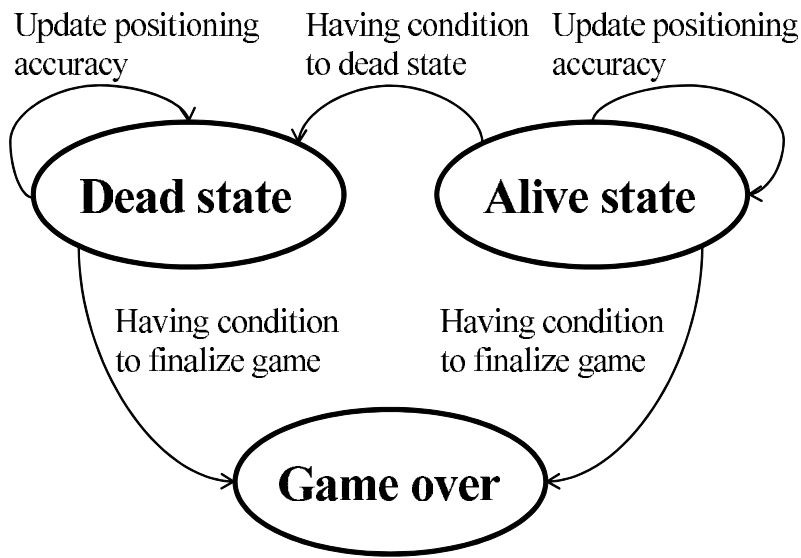 Update positioning
accuracy
Having condition
to dead state
Update positioning
accuracy
Dead state
Alive state
Having condition
to finalize game
Having condition
to finalize game
Game over